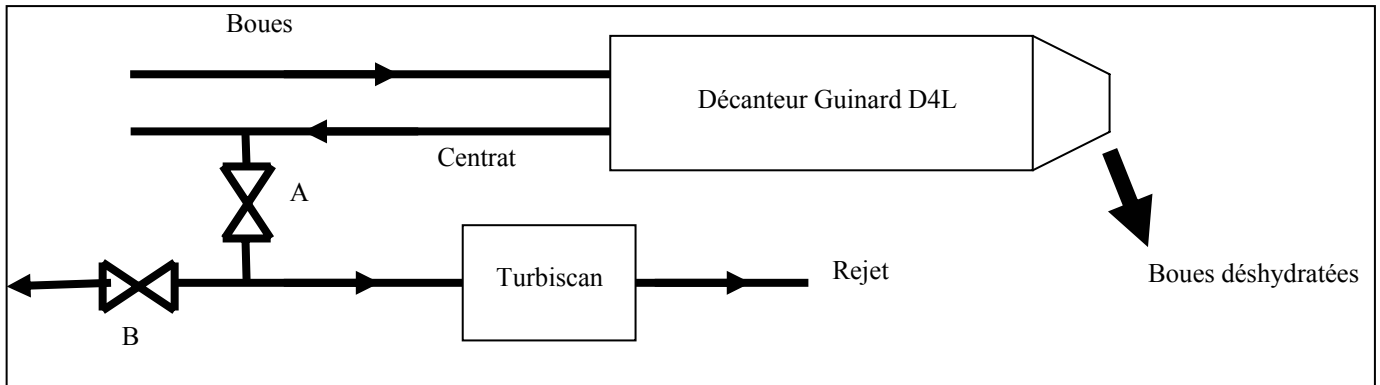 Boues
Décanteur Guinard D4L
Centrat
A
Turbiscan
Rejet
Boues déshydratées
B